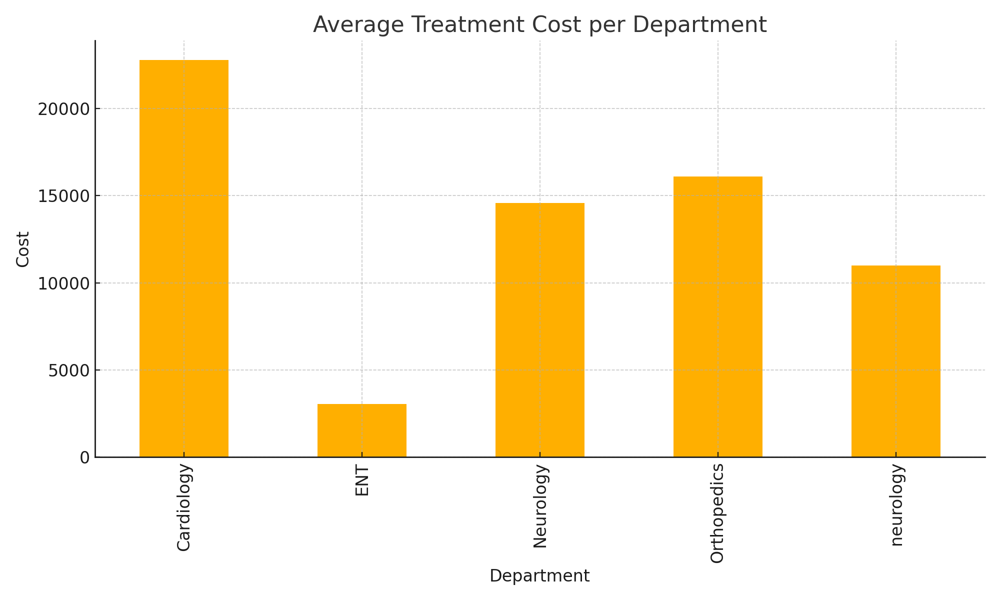 Average Treatment Cost per Department
Cost
20000
15000
10000
5000
0
Cardiology
ENT
Neurology
Orthopedics
neurology
Department